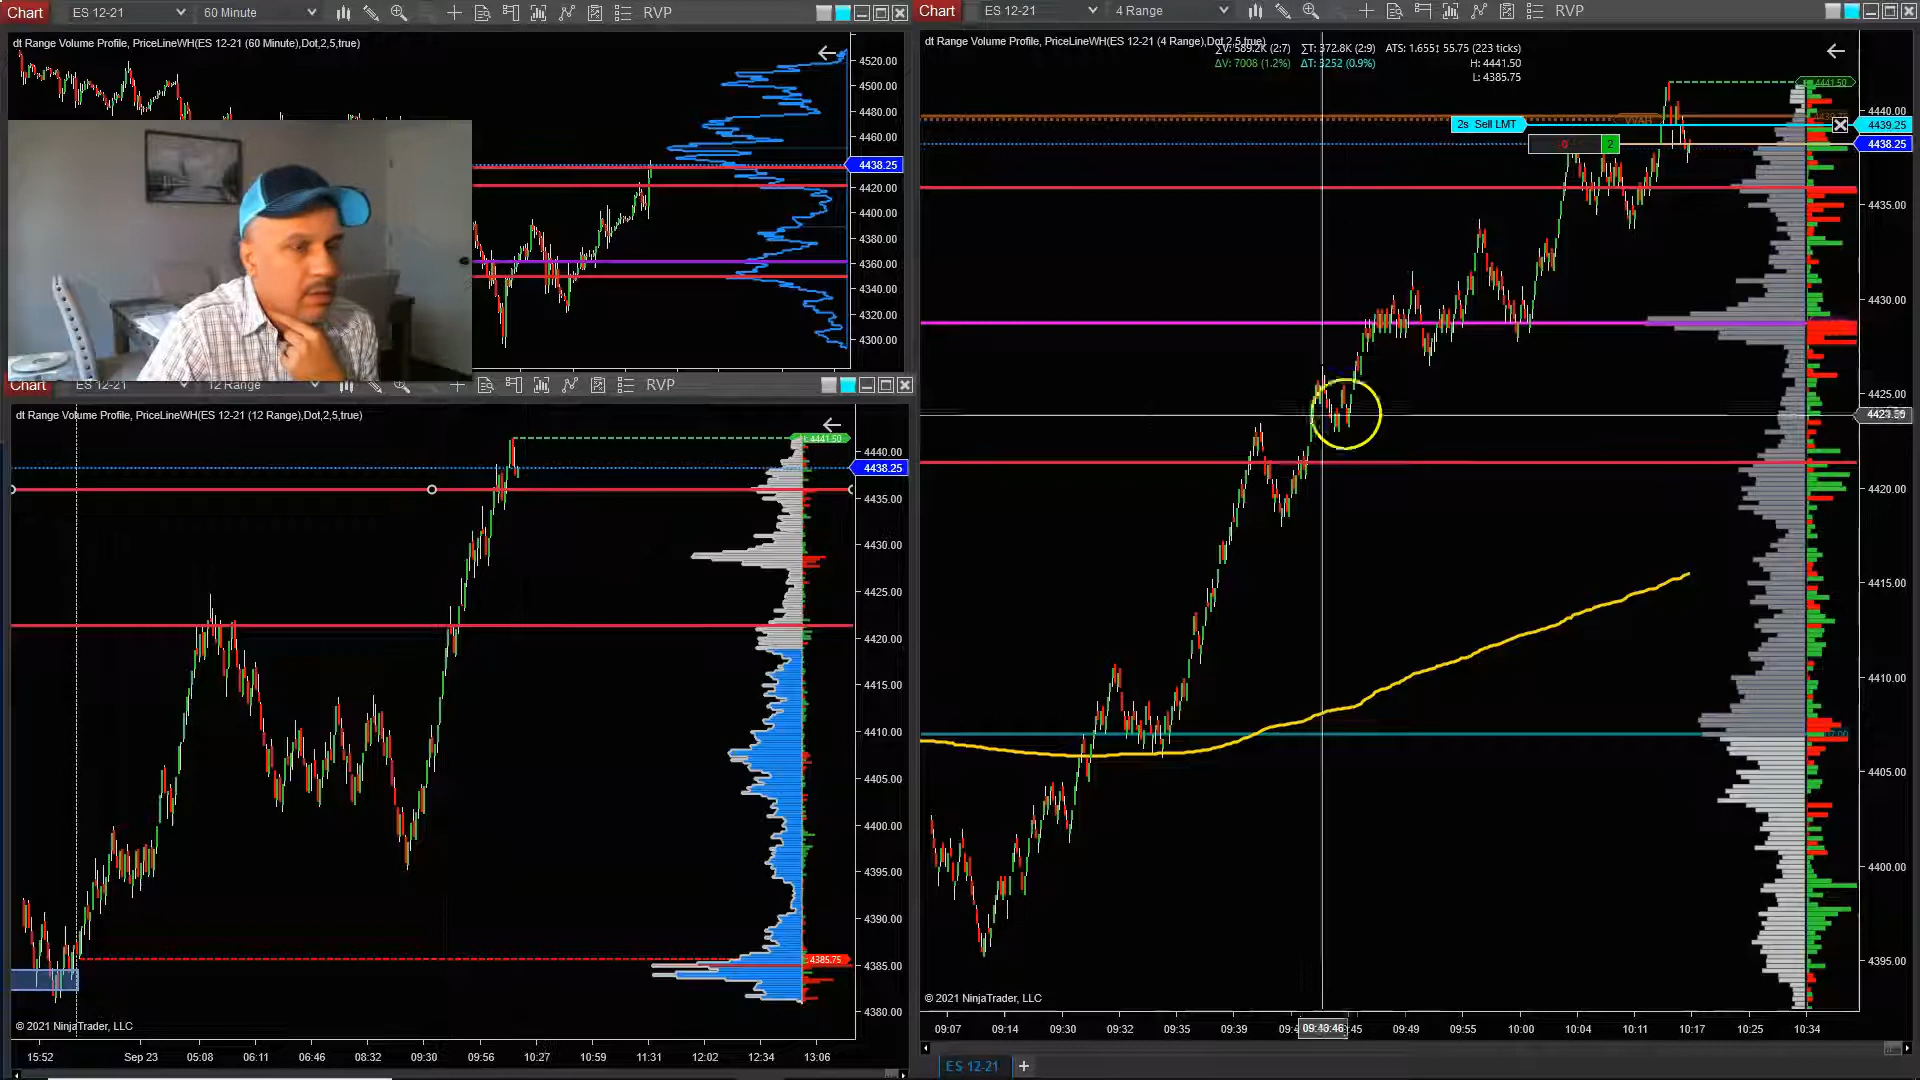 Chart ES 12-21 60 Minute RVP
dt Range Volume Profile, PriceLineWH(ES 12-21 (60 Minute),Dot,2,5,true)
4520.00
4500.00
4480.00
4460.00
4438.25
4420.00
4400.00
4380.00
4360.00
4340.00
4320.00
4300.00
Chart ES 12-21 12 Range RVP
dt Range Volume Profile, PriceLineWH(ES 12-21 (12 Range),Dot,2,5,true)
4441.50
4440.00
4438.25
4435.00
4430.00
4425.00
4420.00
4415.00
4410.00
4405.00
4400.00
4395.00
4390.00
4385.75
4385.00
4380.00
© 2021 NinjaTrader, LLC
15:52 Sep 23 05:08 06:11 06:46 08:32 09:30 09:56 10:27 10:59 11:31 12:02 12:34 13:06
Chart ES 12-21 4 Range RVP
dt Range Volume Profile, PriceLineWH(ES 12-21 (4 Range),Dot,2,5,true)
∑V: 589.2K (2:7) ∑T: 372.8K (2:9) ATS: 1.655↕ 55.75 (223 ticks)
ΔV: 7008 (1.2%) ΔT: 3252 (0.9%) H: 4441.50
L: 4385.75
4441.50
4440.00
2s Sell LMT
4439.25
0 2
4438.25
4435.00
4430.00
4425.00
4420.00
4415.00
4410.00
4405.00
4400.00
4395.00
© 2021 NinjaTrader, LLC
09:07 09:14 09:30 09:32 09:35 09:39 09:43:46 09:49 09:55 10:00 10:04 10:11 10:17 10:25 10:34
ES 12-21 +